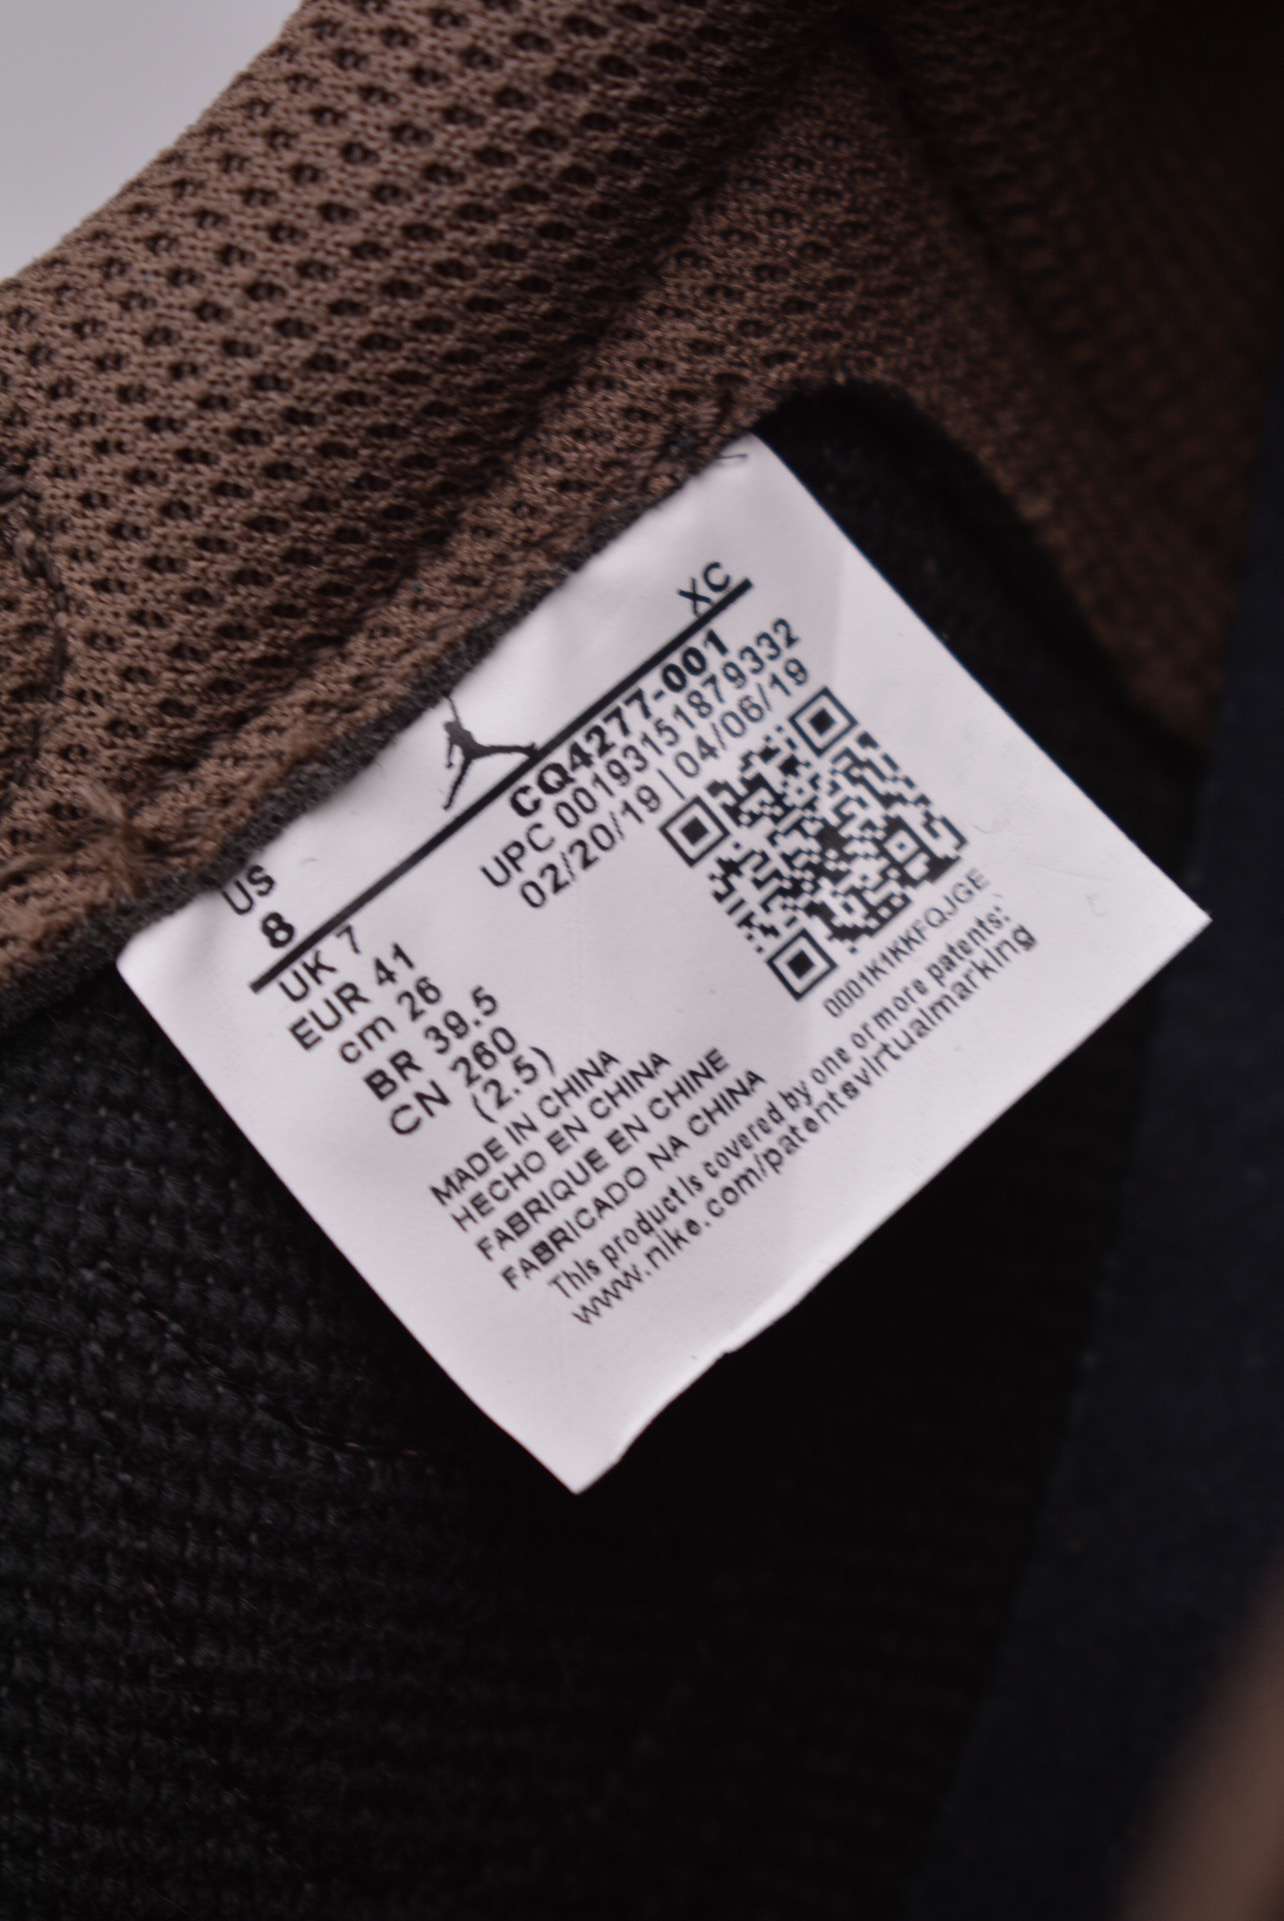 US
8
XC
UK 7
EUR 41
cm 26
BR 39.5
CN 260
(2.5)
CQ4277-001
UPC 00193151879332
02/20/19 | 04/06/19
0001K1KKFQJGE
MADE IN CHINA
HECHO EN CHINA
FABRIQUE EN CHINE
FABRICADO NA CHINA
This product is covered by one or more patents:
www.nike.com/patentsvirtualmarking